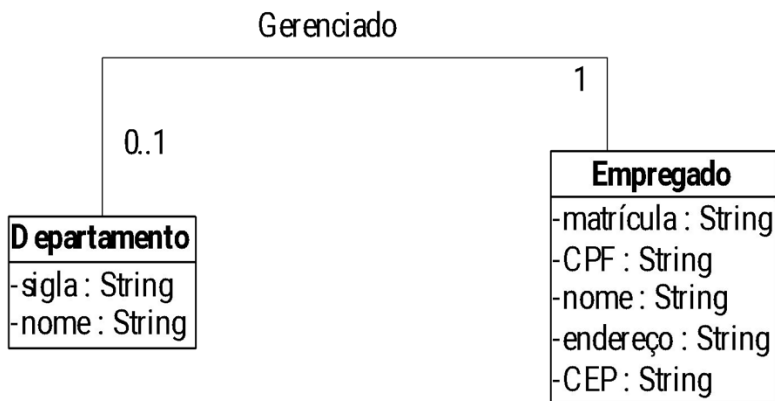 Gerenciado
1
0..1
Empregado
-matrícula : String
-CPF : String
-nome : String
-endereço : String
-CEP : String
Departamento
-sigla : String
-nome : String